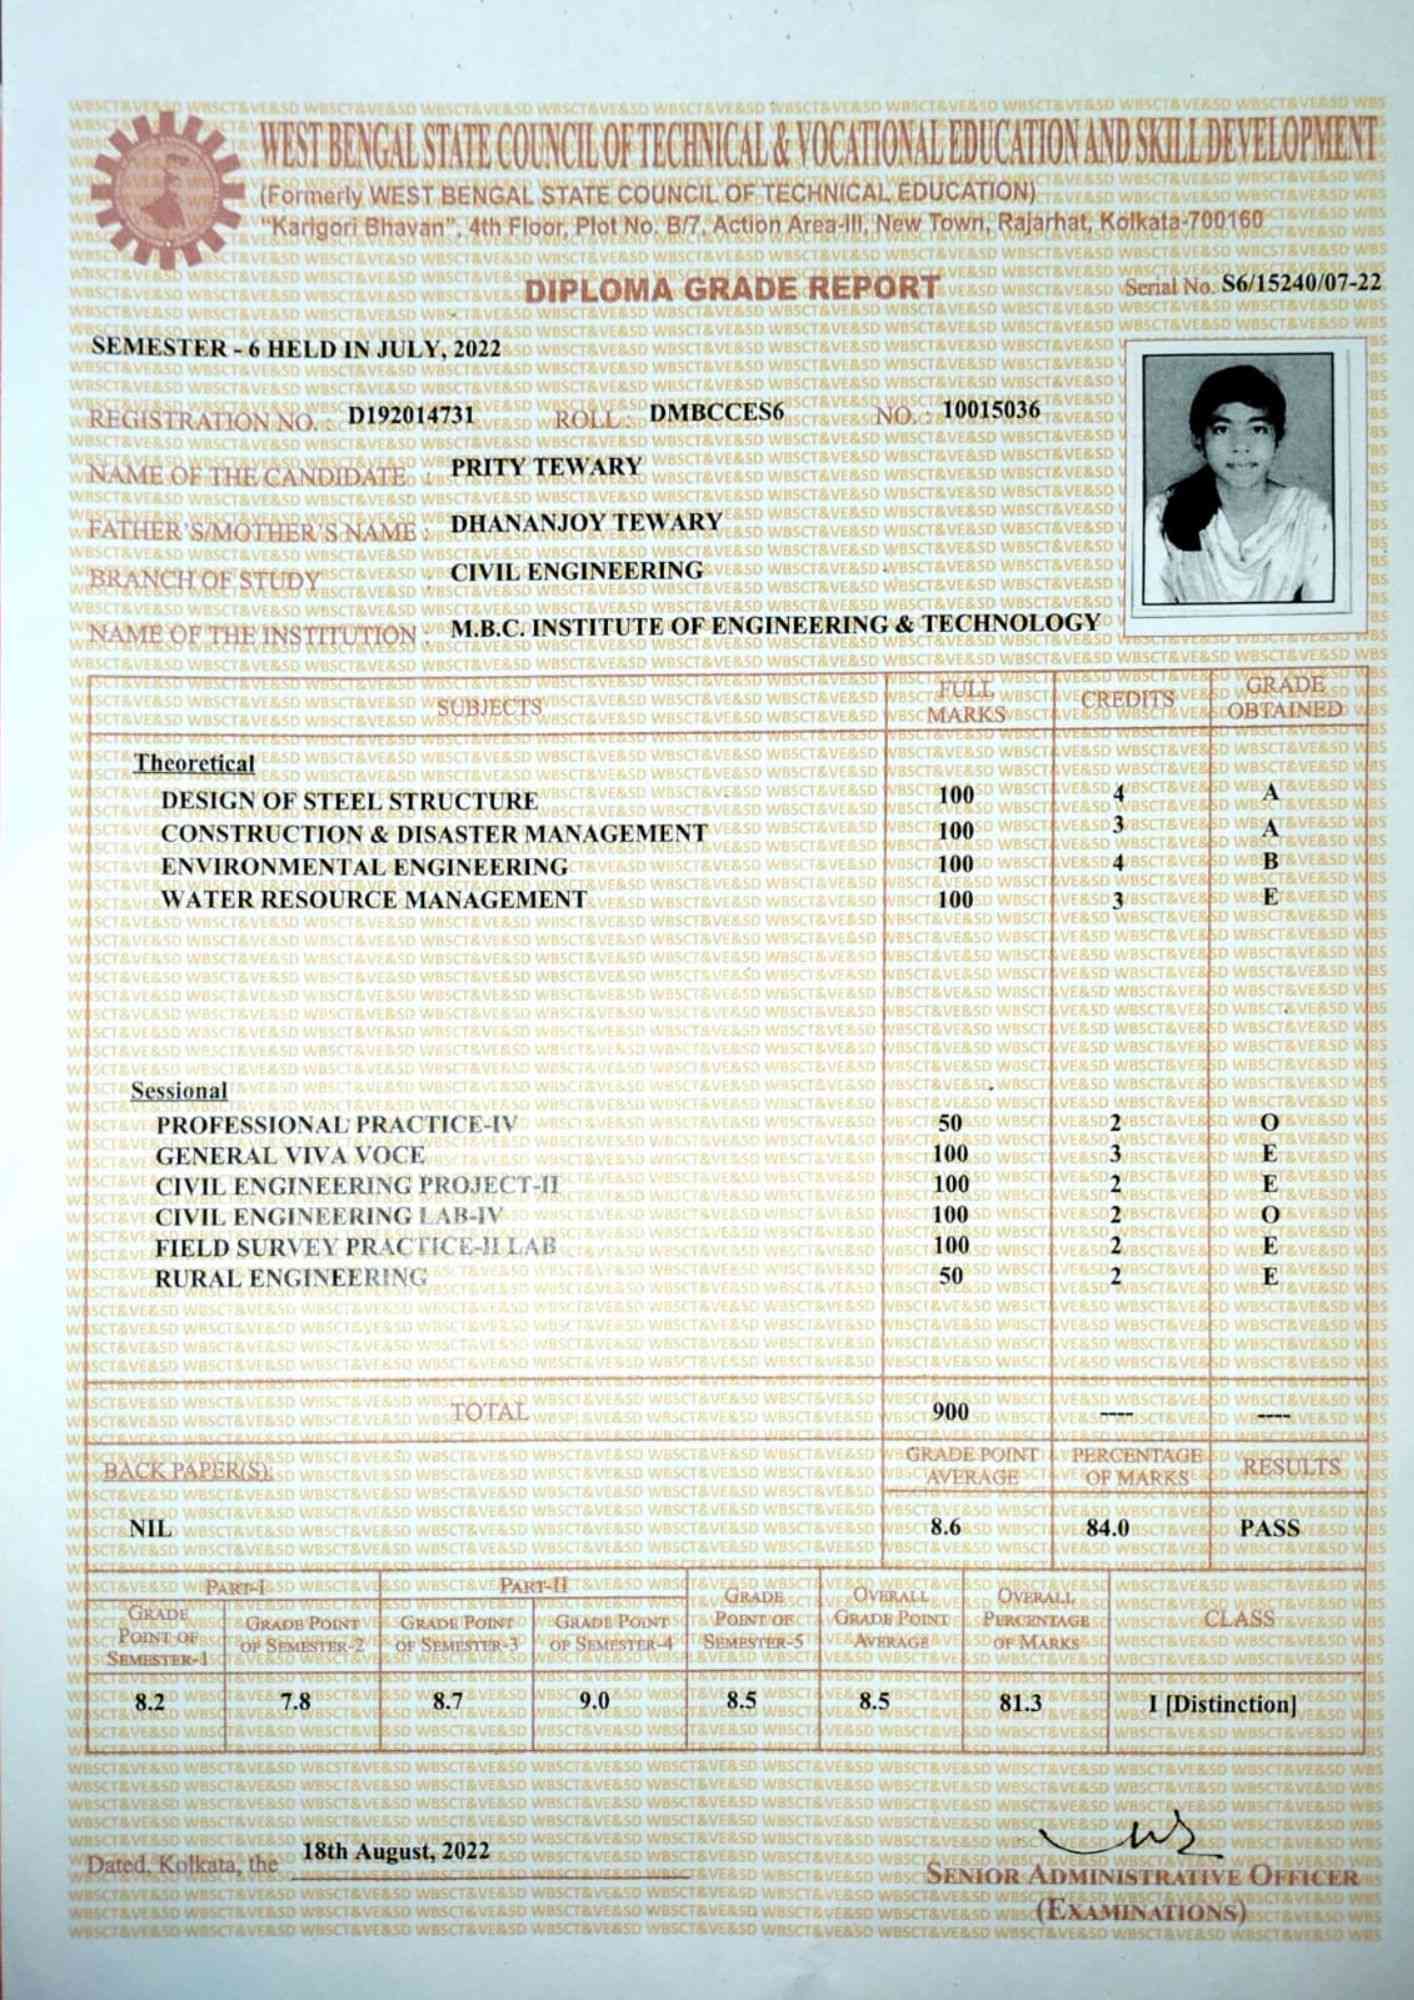 WEST BENGAL STATE COUNCIL OF TECHNICAL & VOCATIONAL EDUCATION AND SKILL DEVELOPMENT
(Formerly WEST BENGAL STATE COUNCIL OF TECHNICAL EDUCATION)
"Karigori Bhavan", 4th Floor, Plot No. B/7, Action Area-III, New Town, Rajarhat, Kolkata-700160
DIPLOMA GRADE REPORT
Serial No. S6/15240/07-22
SEMESTER - 6 HELD IN JULY, 2022
REGISTRATION NO. : D192014731 ROLL : DMBCCES6 NO. : 10015036
NAME OF THE CANDIDATE : PRITY TEWARY
FATHER'S/MOTHER'S NAME : DHANANJOY TEWARY
BRANCH OF STUDY CIVIL ENGINEERING
NAME OF THE INSTITUTION : M.B.C. INSTITUTE OF ENGINEERING & TECHNOLOGY
SUBJECTS FULL MARKS CREDITS GRADE OBTAINED
Theoretical
DESIGN OF STEEL STRUCTURE 100 4 A
CONSTRUCTION & DISASTER MANAGEMENT 100 3 A
ENVIRONMENTAL ENGINEERING 100 4 B
WATER RESOURCE MANAGEMENT 100 3 E
Sessional
PROFESSIONAL PRACTICE-IV 50 2 O
GENERAL VIVA VOCE 100 3 E
CIVIL ENGINEERING PROJECT-II 100 2 E
CIVIL ENGINEERING LAB-IV 100 2 O
FIELD SURVEY PRACTICE-II LAB 100 2 E
RURAL ENGINEERING 50 2 E
TOTAL 900 ---- ----
BACK PAPER(S): GRADE POINT AVERAGE PERCENTAGE OF MARKS RESULTS
NIL 8.6 84.0 PASS
PART-I PART-II
GRADE POINT OF SEMESTER-1 GRADE POINT OF SEMESTER-2 GRADE POINT OF SEMESTER-3 GRADE POINT OF SEMESTER-4 GRADE POINT OF SEMESTER-5 OVERALL GRADE POINT AVERAGE OVERALL PERCENTAGE OF MARKS CLASS
8.2 7.8 8.7 9.0 8.5 8.5 81.3 I [Distinction]
Dated, Kolkata, the 18th August, 2022
SENIOR ADMINISTRATIVE OFFICER
(EXAMINATIONS)